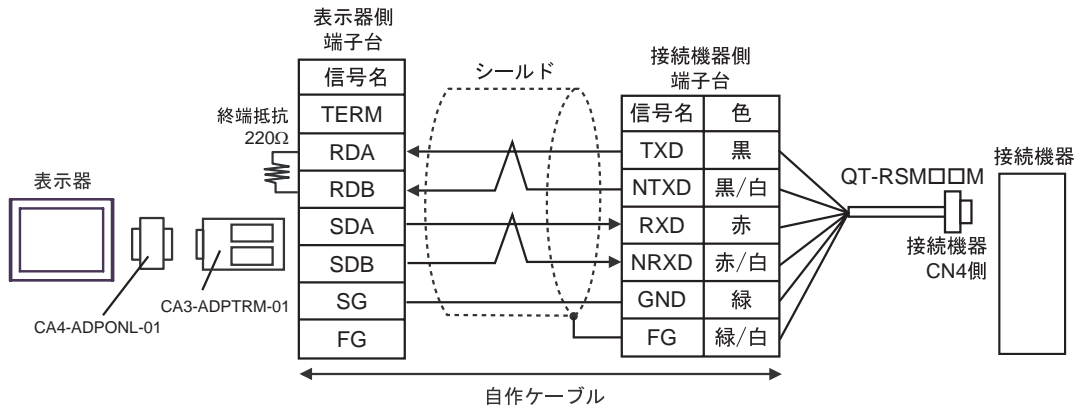 表示器側
端子台
信号名
TERM
RDA
RDB
SDA
SDB
SG
FG
終端抵抗
220Ω
表示器
CA4-ADPONL-01
CA3-ADPTRM-01
シールド
接続機器側
端子台
信号名 色
TXD 黒
NTXD 黒/白
RXD 赤
NRXD 赤/白
GND 緑
FG 緑/白
QT-RSM□□M
接続機器
CN4側
接続機器
自作ケーブル